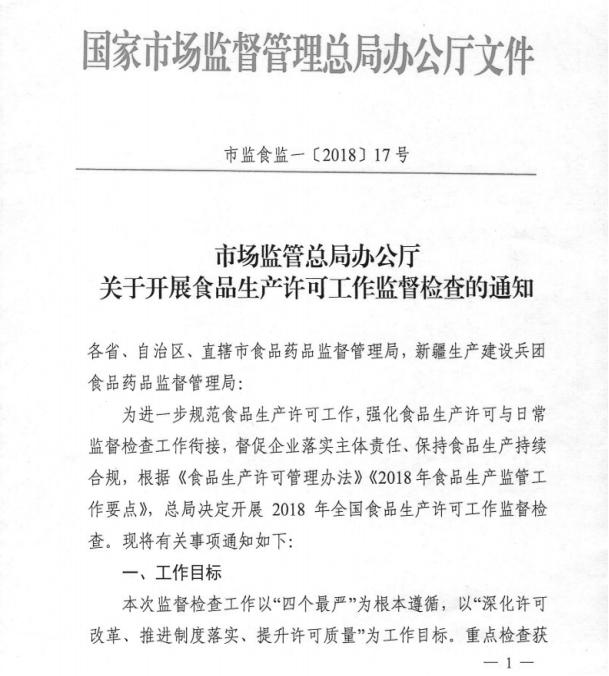 国家市场监督管理总局办公厅文件
市监食监一〔2018〕17号
市场监管总局办公厅
关于开展食品生产许可工作监督检查的通知
各省、自治区、直辖市食品药品监督管理局，新疆生产建设兵团
食品药品监督管理局：
为进一步规范食品生产许可工作，强化食品生产许可与日常
监督检查工作衔接，督促企业落实主体责任、保持食品生产持续
合规，根据《食品生产许可管理办法》《2018年食品生产监管工
作要点》，总局决定开展 2018 年全国食品生产许可工作监督检
查。现将有关事项通知如下：
一、工作目标
本次监督检查工作以“四个最严”为根本遵循，以“深化许可
改革、推进制度落实、提升许可质量”为工作目标。重点检查获
— 1 —